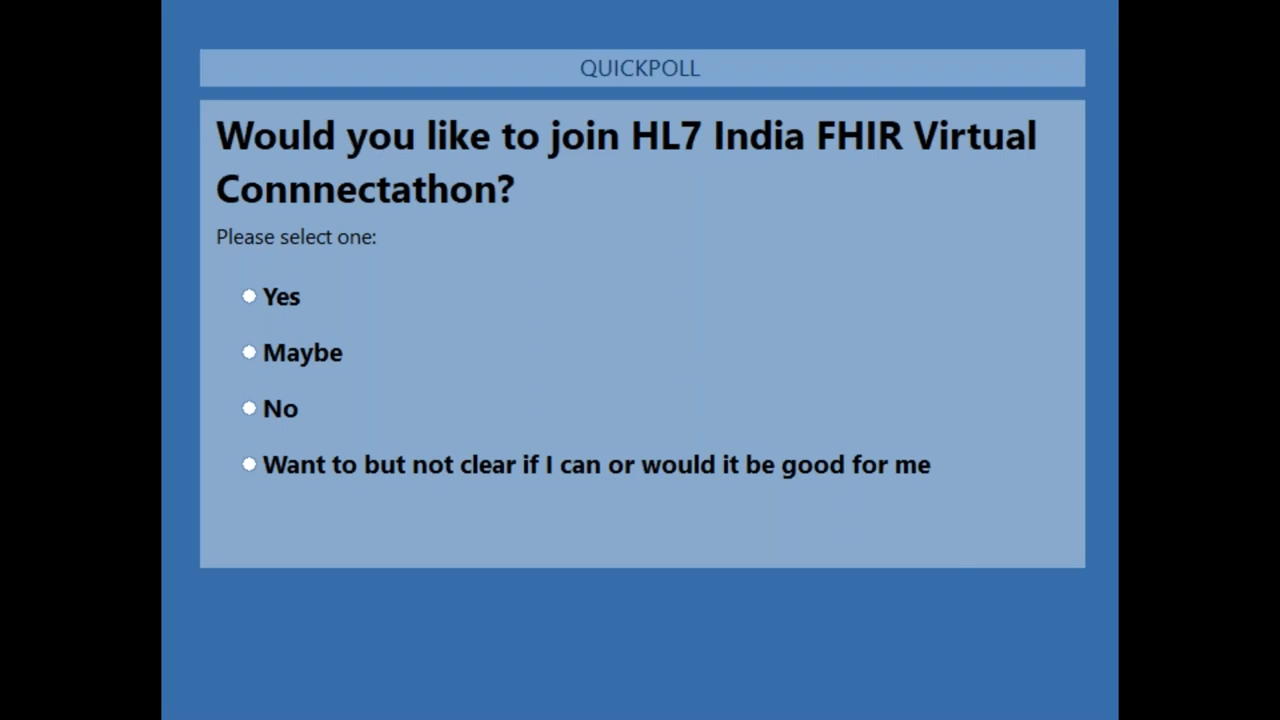 QUICKPOLL
Would you like to join HL7 India FHIR Virtual
Connnectathon?
Please select one:
Yes
Maybe
No
Want to but not clear if I can or would it be good for me